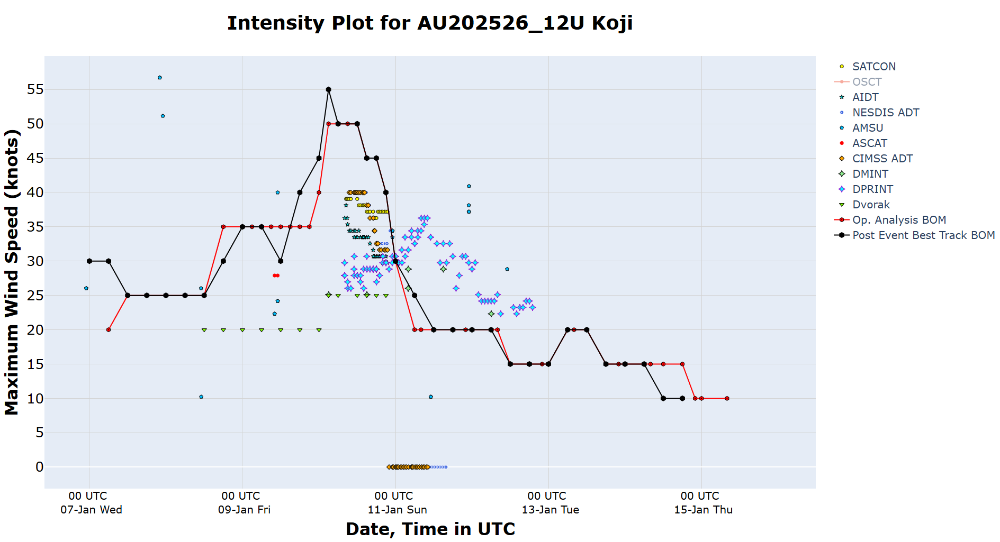 Intensity Plot for AU202526_12U Koji
Maximum Wind Speed (knots)
55
50
45
40
35
30
25
20
15
10
5
0
00 UTC
07-Jan Wed
00 UTC
09-Jan Fri
00 UTC
11-Jan Sun
00 UTC
13-Jan Tue
00 UTC
15-Jan Thu
Date, Time in UTC
SATCON
OSCT
AIDT
NESDIS ADT
AMSU
ASCAT
CIMSS ADT
DMINT
DPRINT
Dvorak
Op. Analysis BOM
Post Event Best Track BOM